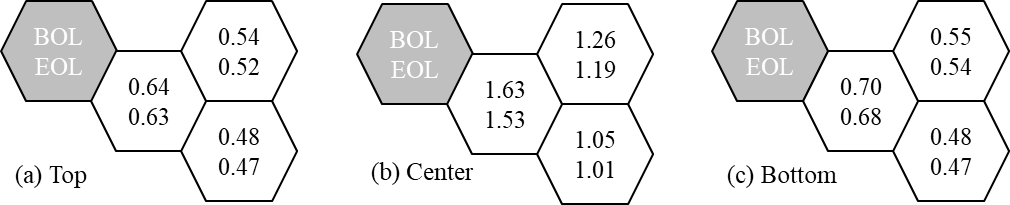 BOL
EOL
0.64
0.63
0.54
0.52
0.48
0.47
(a) Top
BOL
EOL
1.63
1.53
1.26
1.19
1.05
1.01
(b) Center
BOL
EOL
0.70
0.68
0.55
0.54
0.48
0.47
(c) Bottom